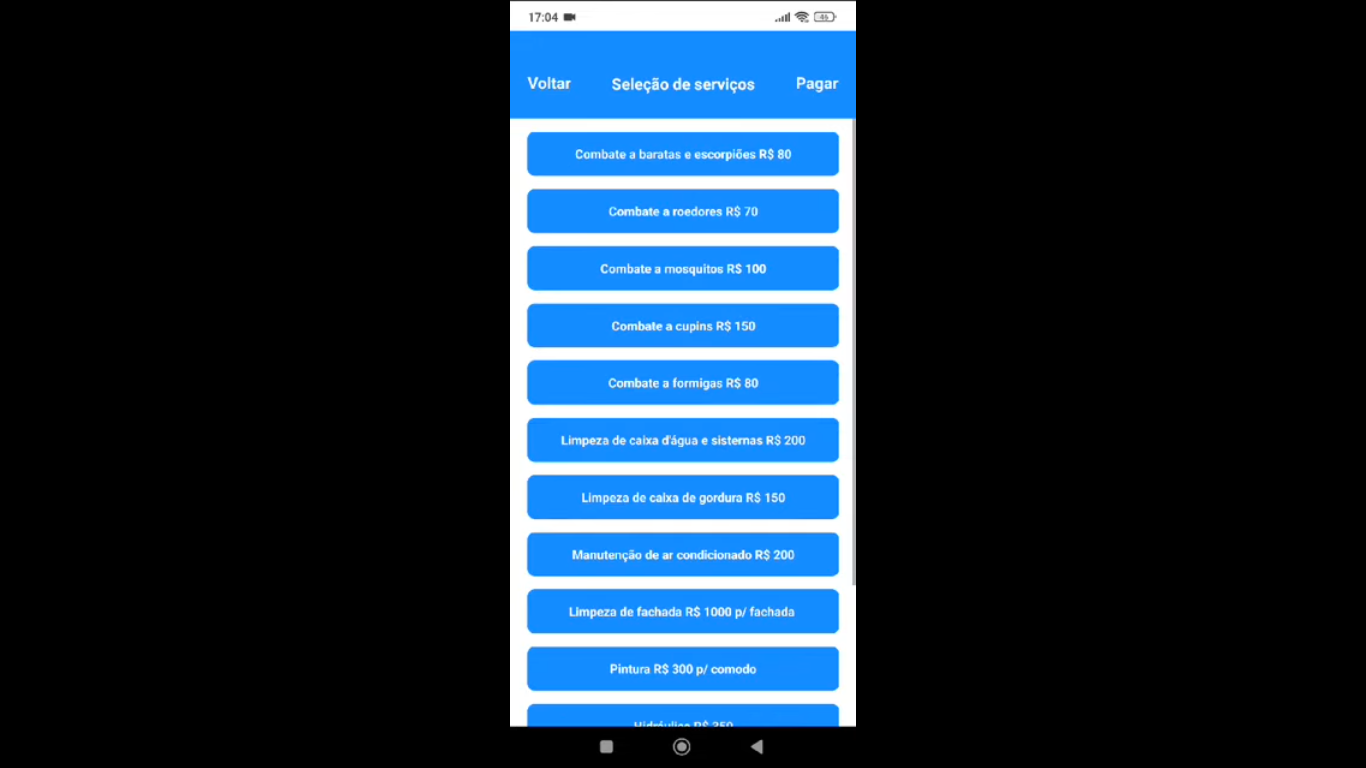 17:04
46
Voltar
Seleção de serviços
Pagar
Combate a baratas e escorpiões R$ 80
Combate a roedores R$ 70
Combate a mosquitos R$ 100
Combate a cupins R$ 150
Combate a formigas R$ 80
Limpeza de caixa d'água e sisternas R$ 200
Limpeza de caixa de gordura R$ 150
Manutenção de ar condicionado R$ 200
Limpeza de fachada R$ 1000 p/ fachada
Pintura R$ 300 p/ comodo
Hidráulica R$ 350